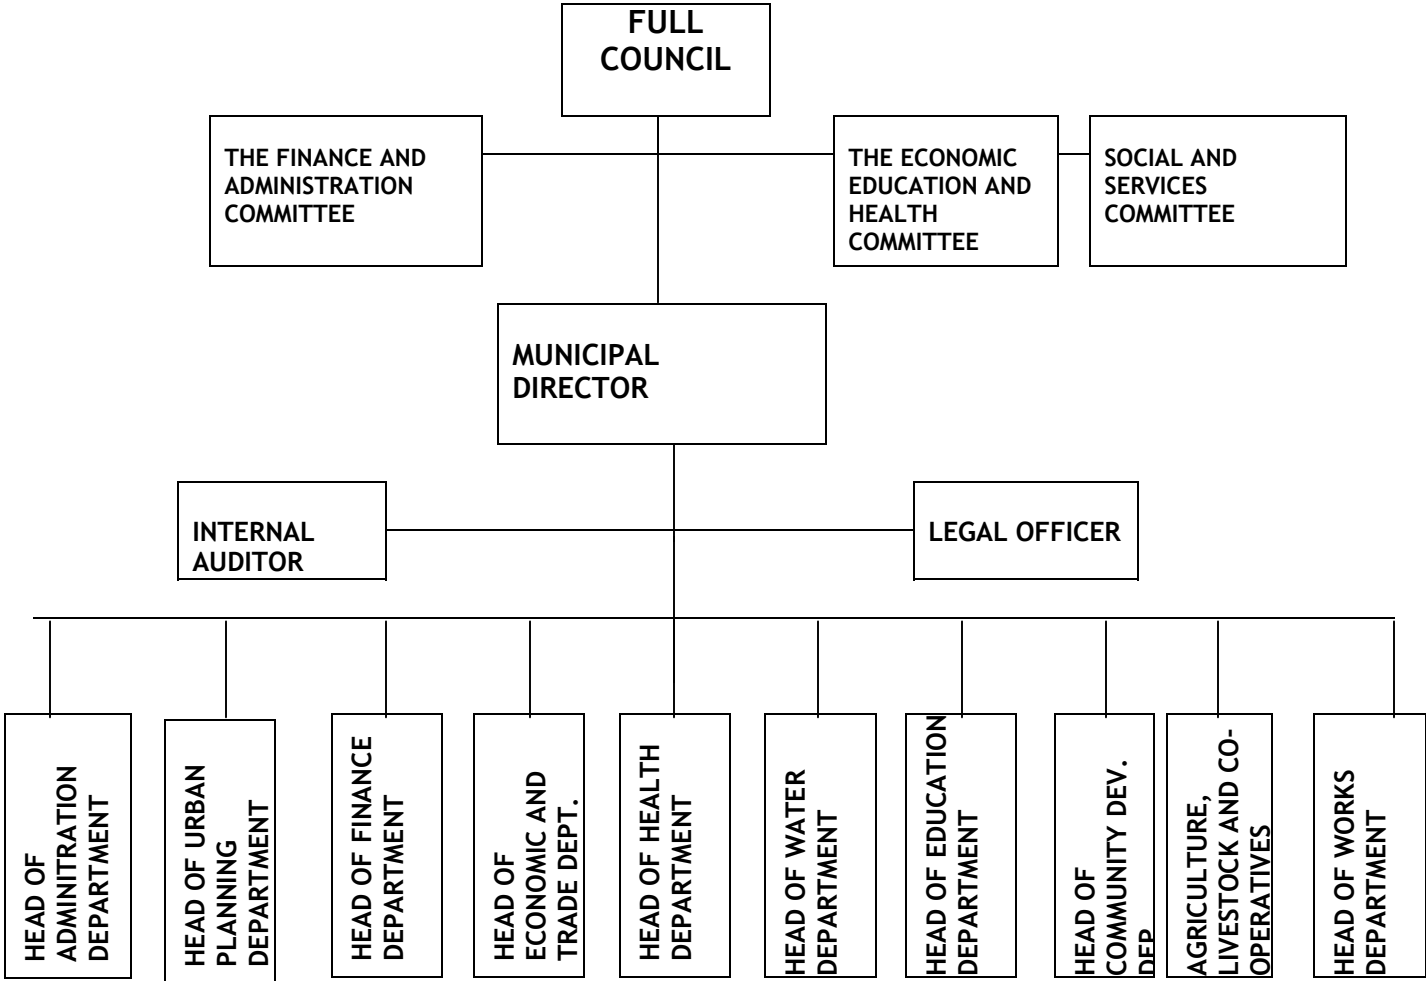 FULL
COUNCIL
THE FINANCE AND
ADMINISTRATION
COMMITTEE
THE ECONOMIC
EDUCATION AND
HEALTH
COMMITTEE
SOCIAL AND
SERVICES
COMMITTEE
MUNICIPAL
DIRECTOR
INTERNAL
AUDITOR
LEGAL OFFICER
HEAD OF
ADMINITRATION
DEPARTMENT
HEAD OF URBAN
PLANNING
DEPARTMENT
HEAD OF FINANCE
DEPARTMENT
HEAD OF
ECONOMIC AND
TRADE DEPT.
HEAD OF HEALTH
DEPARTMENT
HEAD OF WATER
DEPARTMENT
HEAD OF EDUCATION
DEPARTMENT
HEAD OF
COMMUNITY DEV.
DEP
AGRICULTURE,
LIVESTOCK AND CO-
OPERATIVES
HEAD OF WORKS
DEPARTMENT